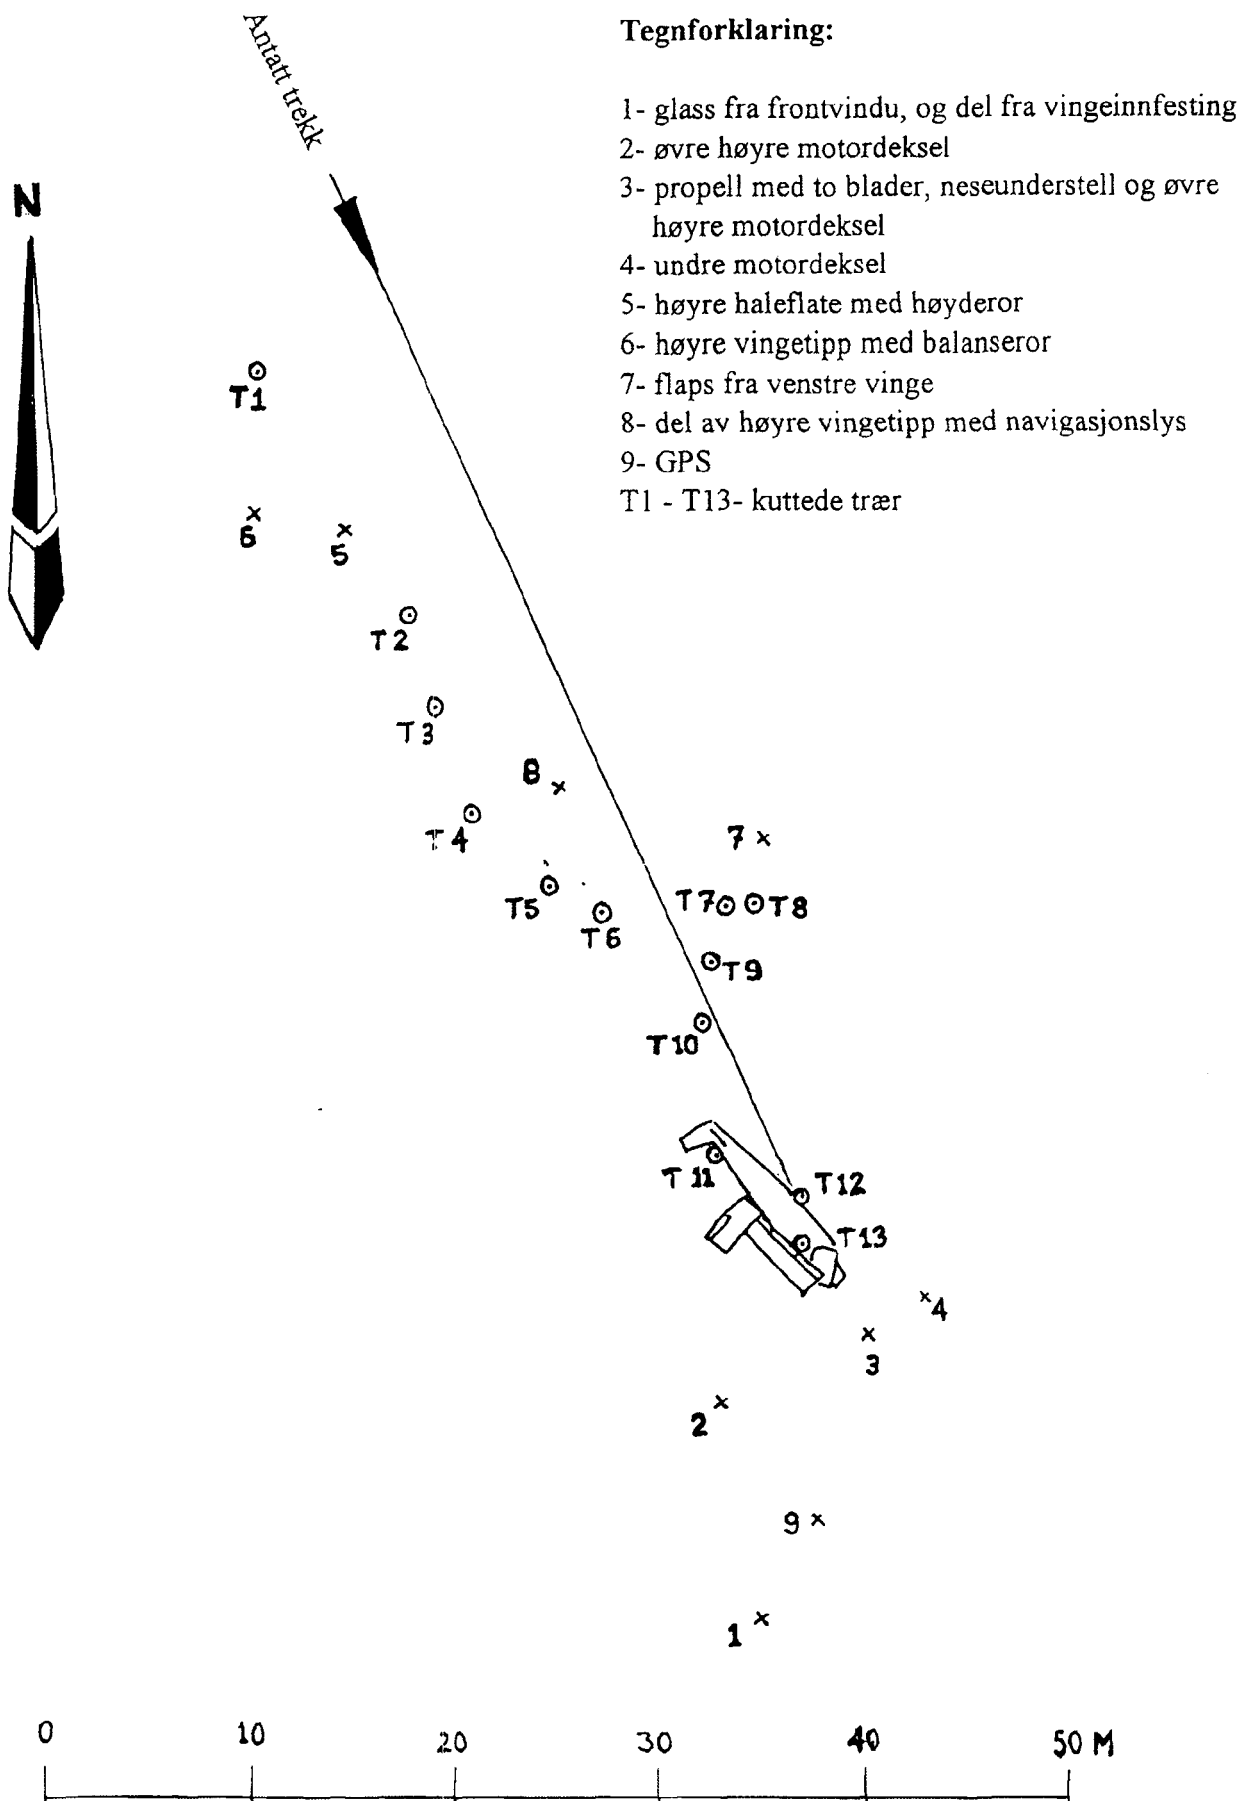 Antatt trekk
Tegnforklaring:
1- glass fra frontvindu, og del fra vingeinnfesting
2- øvre høyre motordeksel
3- propell med to blader, neseunderstell og øvre
høyre motordeksel
4- undre motordeksel
5- høyre haleflate med høyderor
6- høyre vingetipp med balanseror
7- flaps fra venstre vinge
8- del av høyre vingetipp med navigasjonslys
9- GPS
T1 - T13- kuttede trær
N
T1
6
5
T2
T3
8
T4
7
T5
T6
T7
T8
T9
T10
T11
T12
T13
4
3
2
9
1
0 10 20 30 40 50 M